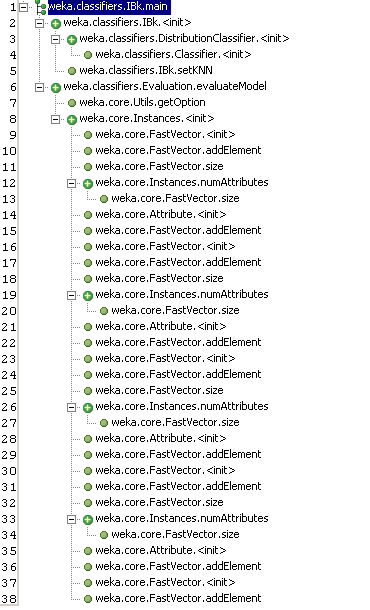 1 weka.classifiers.IBk.main
2 weka.classifiers.IBk.<init>
3 weka.classifiers.DistributionClassifier.<init>
4 weka.classifiers.Classifier.<init>
5 weka.classifiers.IBk.setKNN
6 weka.classifiers.Evaluation.evaluateModel
7 weka.core.Utils.getOption
8 weka.core.Instances.<init>
9 weka.core.FastVector.<init>
10 weka.core.FastVector.addElement
11 weka.core.FastVector.size
12 weka.core.Instances.numAttributes
13 weka.core.FastVector.size
14 weka.core.Attribute.<init>
15 weka.core.FastVector.addElement
16 weka.core.FastVector.<init>
17 weka.core.FastVector.addElement
18 weka.core.FastVector.size
19 weka.core.Instances.numAttributes
20 weka.core.FastVector.size
21 weka.core.Attribute.<init>
22 weka.core.FastVector.addElement
23 weka.core.FastVector.<init>
24 weka.core.FastVector.addElement
25 weka.core.FastVector.size
26 weka.core.Instances.numAttributes
27 weka.core.FastVector.size
28 weka.core.Attribute.<init>
29 weka.core.FastVector.addElement
30 weka.core.FastVector.<init>
31 weka.core.FastVector.addElement
32 weka.core.FastVector.size
33 weka.core.Instances.numAttributes
34 weka.core.FastVector.size
35 weka.core.Attribute.<init>
36 weka.core.FastVector.addElement
37 weka.core.FastVector.<init>
38 weka.core.FastVector.addElement